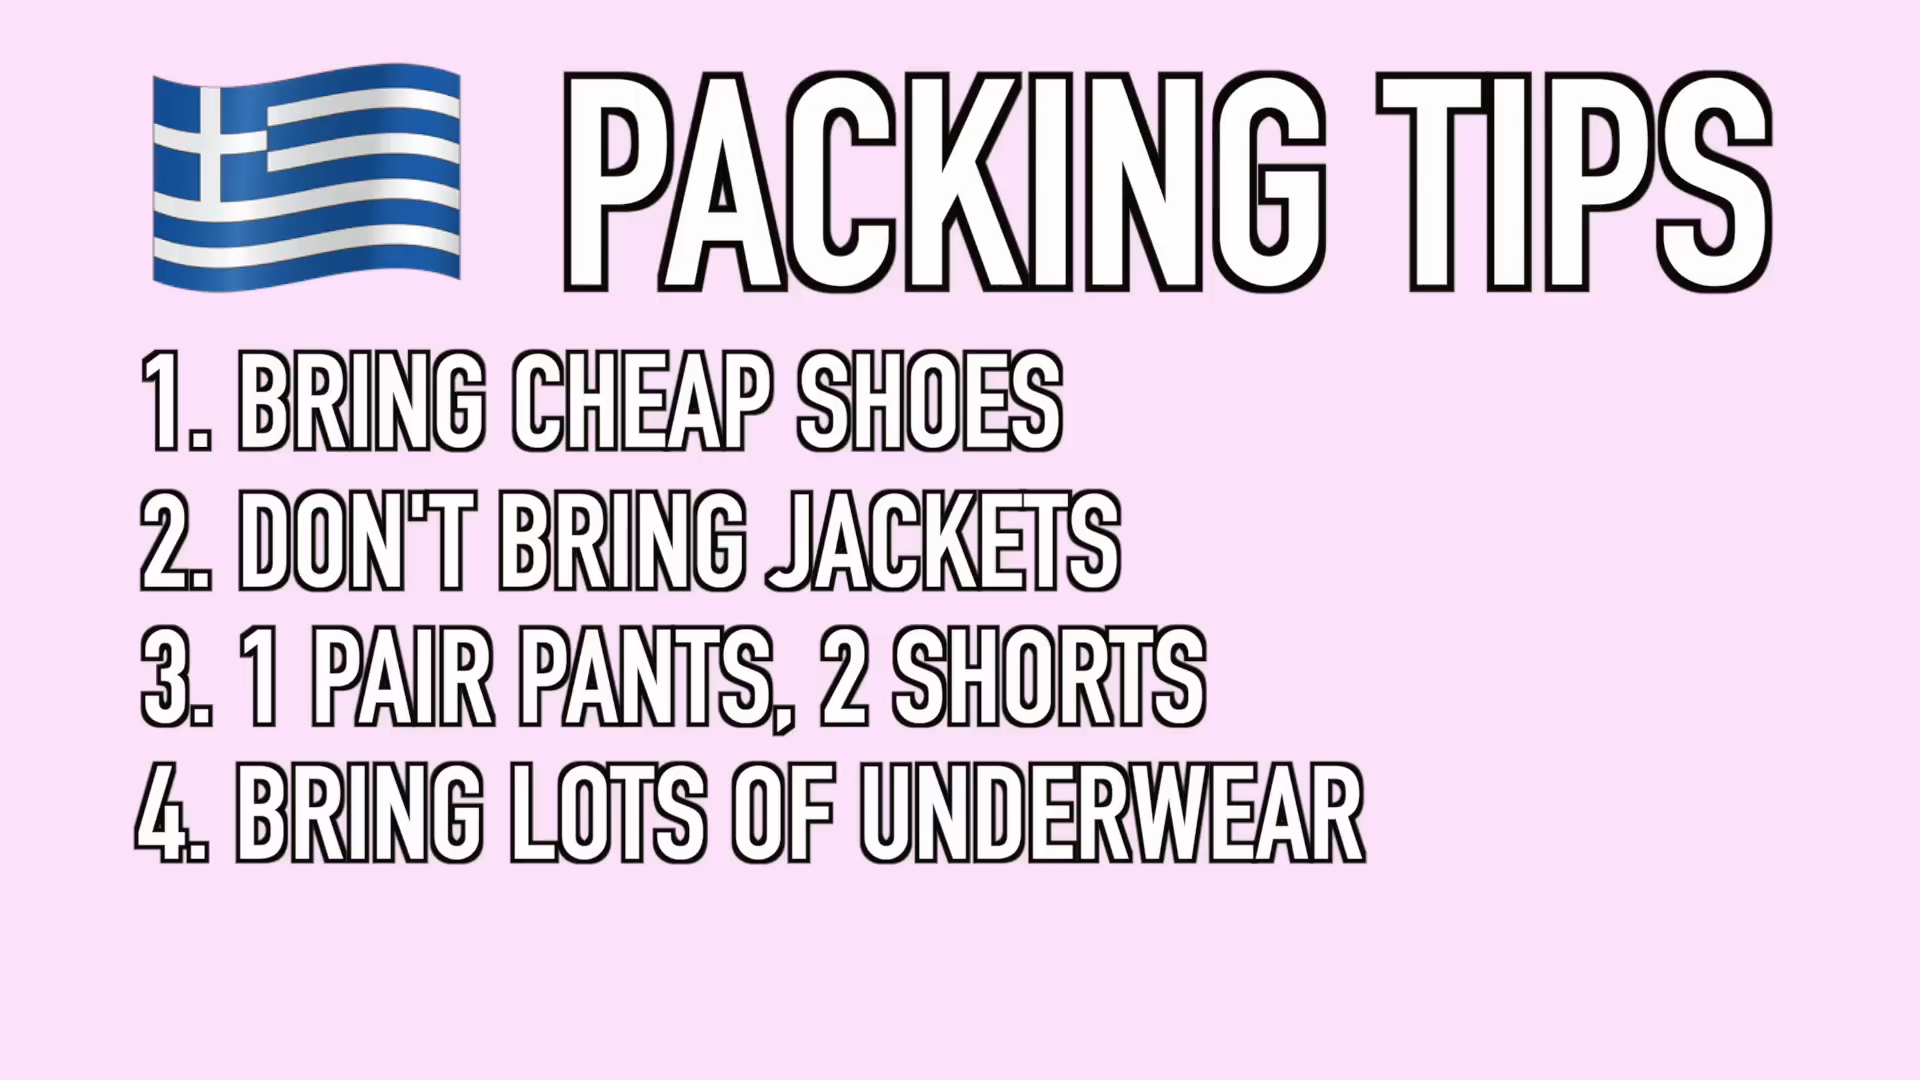 PACKING TIPS
1. BRING CHEAP SHOES
2. DON'T BRING JACKETS
3. 1 PAIR PANTS, 2 SHORTS
4. BRING LOTS OF UNDERWEAR